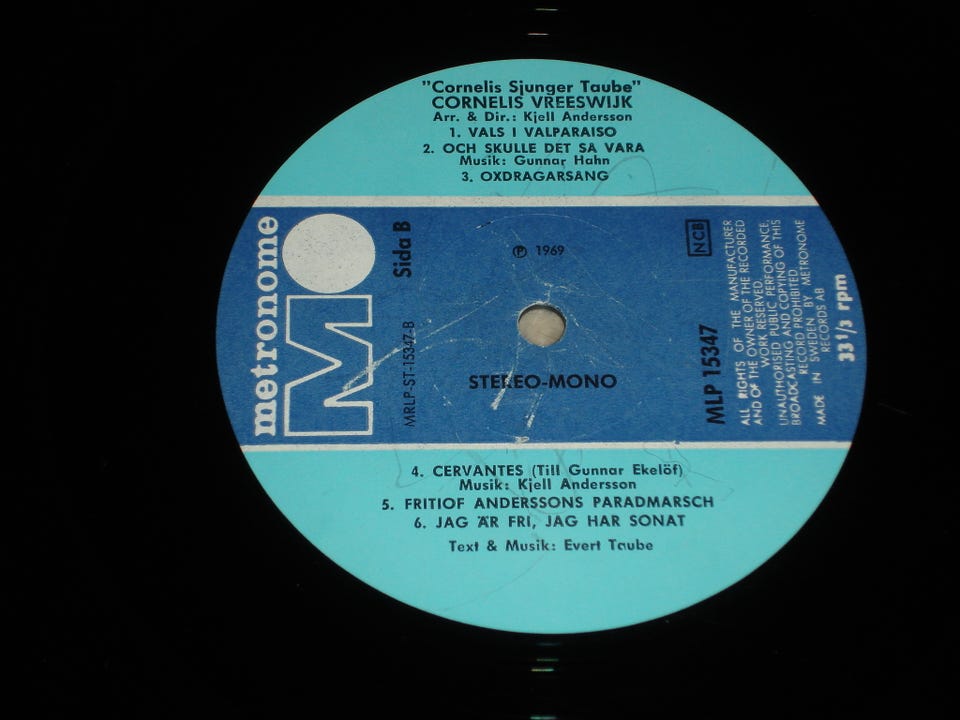 "Cornelis Sjunger Taube"
CORNELIS VREESWIJK
Arr. & Dir.: Kjell Andersson
1. VALS I VALPARAISO
2. OCH SKULLE DET SA VARA
Musik: Gunnar Hahn
3. OXDRAGARSÅNG
metronome
M
Sida B
MRLP-ST-15347-B
℗ 1969
STEREO-MONO
NCB
MLP 15347
ALL RIGHTS OF THE MANUFACTURER
AND OF THE OWNER OF THE RECORDED
WORK RESERVED.
UNAUTHORISED PUBLIC PERFORMANCE,
BROADCASTING AND COPYING OF THIS
RECORD PROHIBITED.
MADE IN SWEDEN BY METRONOME
RECORDS AB
33 1/3 rpm
4. CERVANTES (Till Gunnar Ekelöf)
Musik: Kjell Andersson
5. FRITIOF ANDERSSONS PARADMARSCH
6. JAG ÄR FRI, JAG HAR SONAT
Text & Musik: Evert Taube